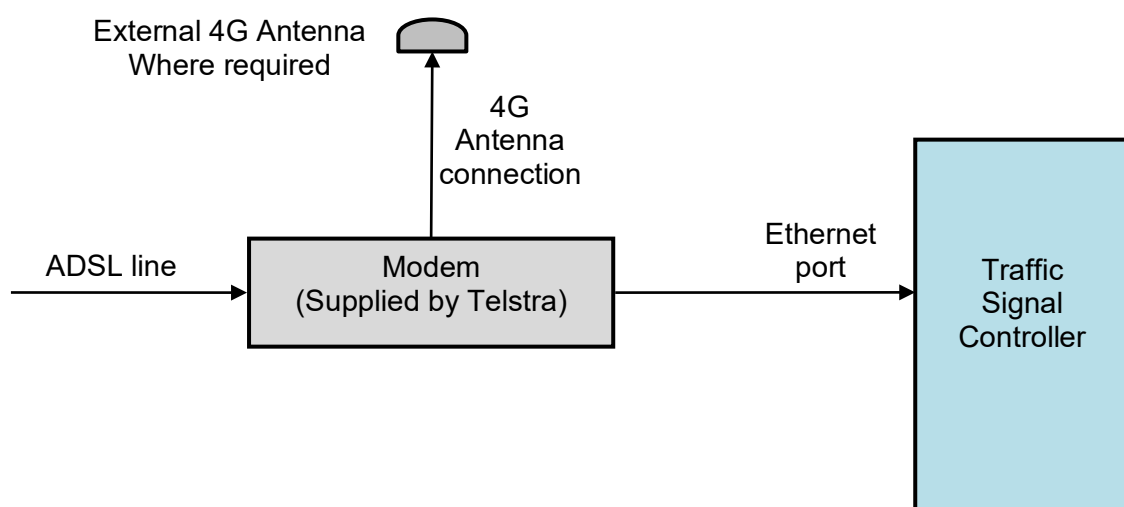 External 4G Antenna
Where required
4G
Antenna
connection
ADSL line
Modem
(Supplied by Telstra)
Ethernet
port
Traffic
Signal
Controller